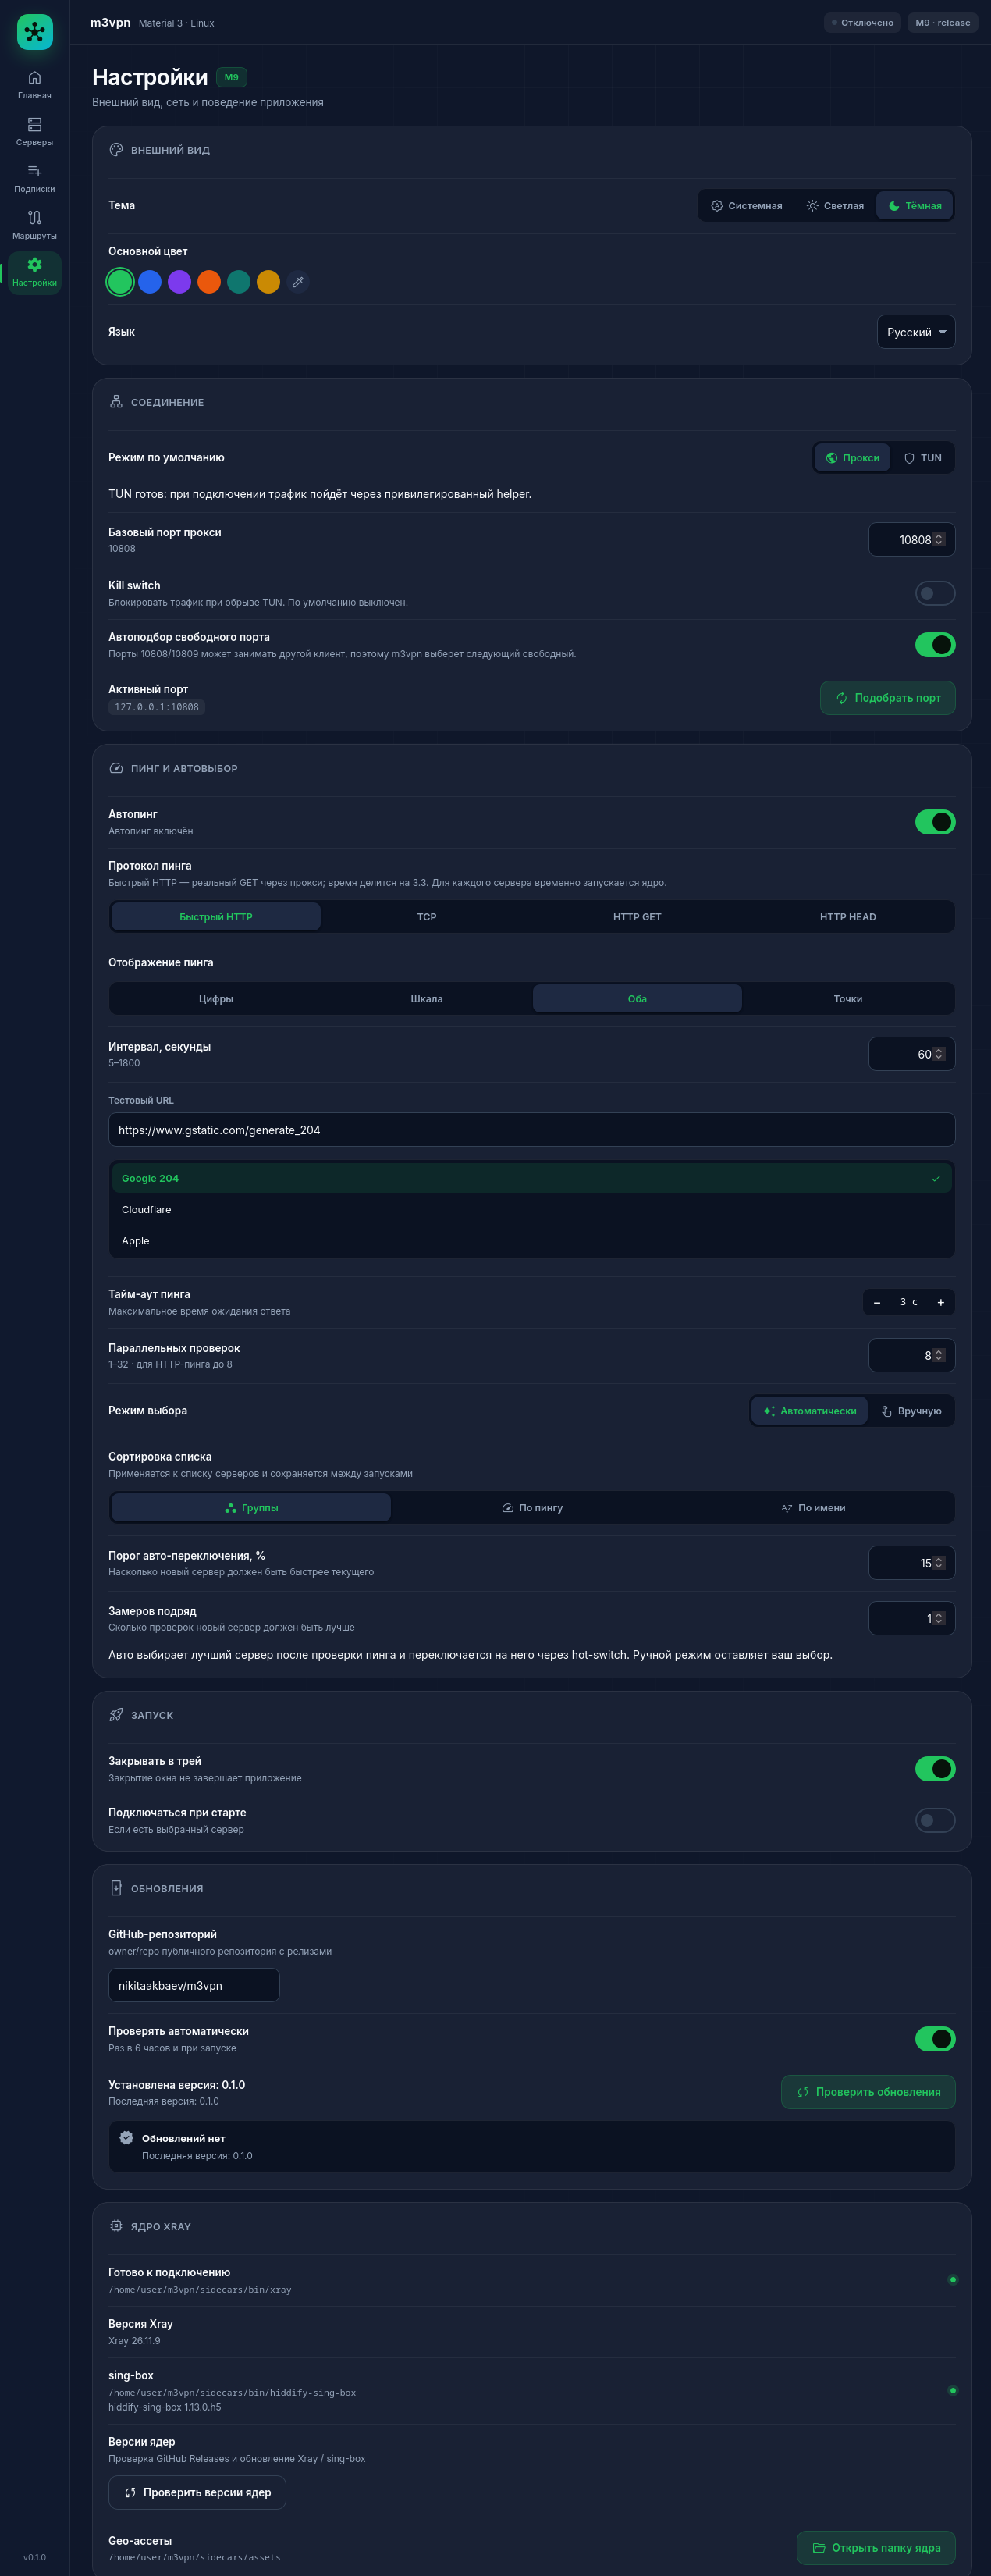 m3vpn Material 3 · Linux
Отключено
M9 · release
Главная
Серверы
Подписки
Маршруты
Настройки
v0.1.0
Настройки M9
Внешний вид, сеть и поведение приложения
ВНЕШНИЙ ВИД
Тема
Системная Светлая Тёмная
Основной цвет
Язык
Русский
СОЕДИНЕНИЕ
Режим по умолчанию
Прокси TUN
TUN готов: при подключении трафик пойдёт через привилегированный helper.
Базовый порт прокси
10808
10808
Kill switch
Блокировать трафик при обрыве TUN. По умолчанию выключен.
Автоподбор свободного порта
Порты 10808/10809 может занимать другой клиент, поэтому m3vpn выберет следующий свободный.
Активный порт
127.0.0.1:10808
Подобрать порт
ПИНГ И АВТОВЫБОР
Автопинг
Автопинг включён
Протокол пинга
Быстрый HTTP — реальный GET через прокси; время делится на 3.3. Для каждого сервера временно запускается ядро.
Быстрый HTTP TCP HTTP GET HTTP HEAD
Отображение пинга
Цифры Шкала Оба Точки
Интервал, секунды
5–1800
60
Тестовый URL
https://www.gstatic.com/generate_204
Google 204
Cloudflare
Apple
Тайм-аут пинга
Максимальное время ожидания ответа
− 3 с +
Параллельных проверок
1–32 · для HTTP-пинга до 8
8
Режим выбора
Автоматически Вручную
Сортировка списка
Применяется к списку серверов и сохраняется между запусками
Группы По пингу По имени
Порог авто-переключения, %
Насколько новый сервер должен быть быстрее текущего
15
Замеров подряд
Сколько проверок новый сервер должен быть лучше
1
Авто выбирает лучший сервер после проверки пинга и переключается на него через hot-switch. Ручной режим оставляет ваш выбор.
ЗАПУСК
Закрывать в трей
Закрытие окна не завершает приложение
Подключаться при старте
Если есть выбранный сервер
ОБНОВЛЕНИЯ
GitHub-репозиторий
owner/repo публичного репозитория с релизами
nikitaakbaev/m3vpn
Проверять автоматически
Раз в 6 часов и при запуске
Установлена версия: 0.1.0
Последняя версия: 0.1.0
Проверить обновления
Обновлений нет
Последняя версия: 0.1.0
ЯДРО XRAY
Готово к подключению
/home/user/m3vpn/sidecars/bin/xray
Версия Xray
Xray 26.11.9
sing-box
/home/user/m3vpn/sidecars/bin/hiddify-sing-box
hiddify-sing-box 1.13.0.h5
Версии ядер
Проверка GitHub Releases и обновление Xray / sing-box
Проверить версии ядер
Geo-ассеты
/home/user/m3vpn/sidecars/assets
Открыть папку ядра